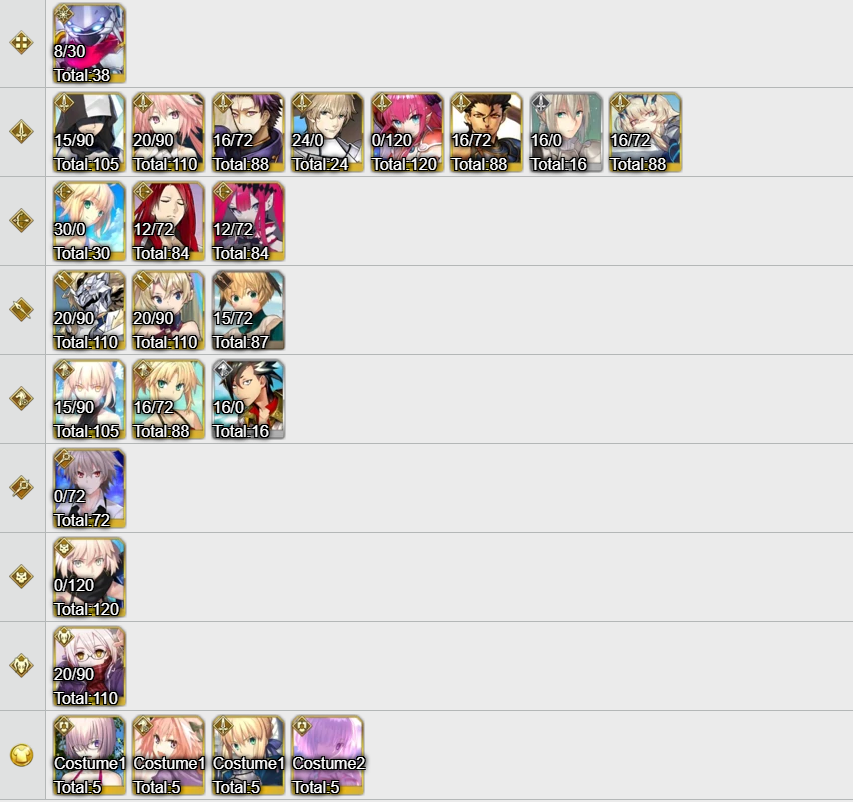 8/30
Total:38
15/90
Total:105
20/90
Total:110
16/72
Total:88
24/0
Total:24
0/120
Total:120
16/72
Total:88
16/0
Total:16
16/72
Total:88
30/0
Total:30
12/72
Total:84
12/72
Total:84
20/90
Total:110
20/90
Total:110
15/72
Total:87
15/90
Total:105
16/72
Total:88
16/0
Total:16
0/72
Total:72
0/120
Total:120
20/90
Total:110
Costume1
Total:5
Costume1
Total:5
Costume1
Total:5
Costume2
Total:5